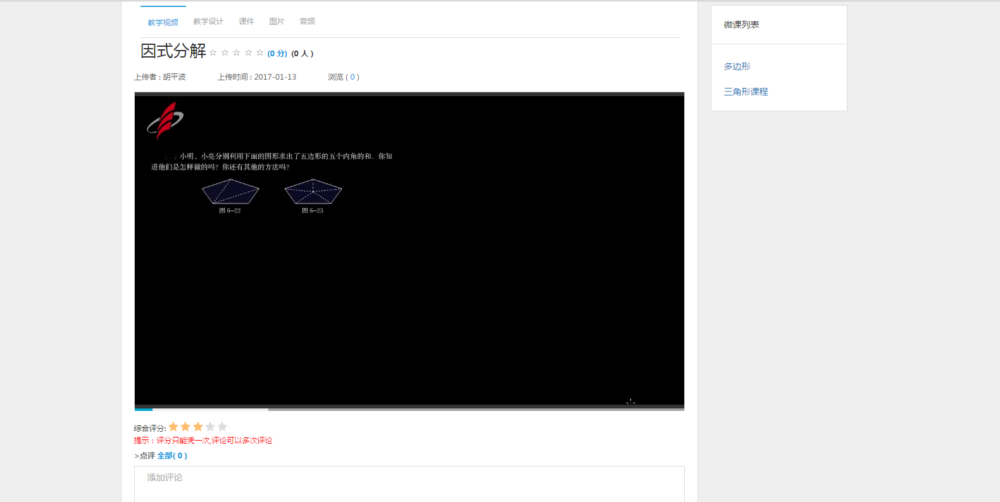 教学视频 教学设计 课件 图片 音频
因式分解 ☆ ☆ ☆ ☆ ☆ (0 分) (0 人 )
上传者 : 胡平波 上传时间 : 2017-01-13 浏览 ( 0 )
小明、小亮分别利用下面的图形求出了五边形的五个内角的和. 你知
道他们是怎样做的吗? 你还有其他的方法吗?
图 6-22 图 6-23
综合评分:
提示 : 评分只能凭一次,评论可以多次评论
>点评 全部( 0 )
添加评论
微课列表
多边形
三角形课程